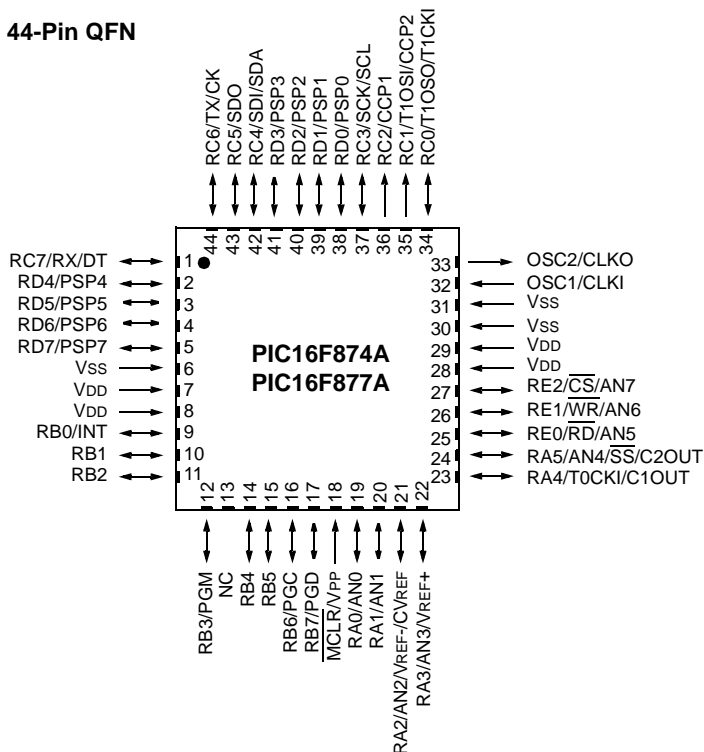 44-Pin QFN
RC6/TX/CK
RC5/SDO
RC4/SDI/SDA
RD3/PSP3
RD2/PSP2
RD1/PSP1
RD0/PSP0
RC3/SCK/SCL
RC2/CCP1
RC1/T1OSI/CCP2
RC0/T1OSO/T1CKI
44
43
42
41
40
39
38
37
36
35
34
RC7/RX/DT
RD4/PSP4
RD5/PSP5
RD6/PSP6
RD7/PSP7
VSS
VDD
VDD
RB0/INT
RB1
RB2
1
2
3
4
5
6
7
8
9
10
11
PIC16F874A
PIC16F877A
33
32
31
30
29
28
27
26
25
24
23
OSC2/CLKO
OSC1/CLKI
VSS
VSS
VDD
VDD
RE2/CS/AN7
RE1/WR/AN6
RE0/RD/AN5
RA5/AN4/SS/C2OUT
RA4/T0CKI/C1OUT
12
13
14
15
16
17
18
19
20
21
22
RB3/PGM
NC
RB4
RB5
RB6/PGC
RB7/PGD
MCLR/VPP
RA0/AN0
RA1/AN1
RA2/AN2/VREF-/CVREF
RA3/AN3/VREF+